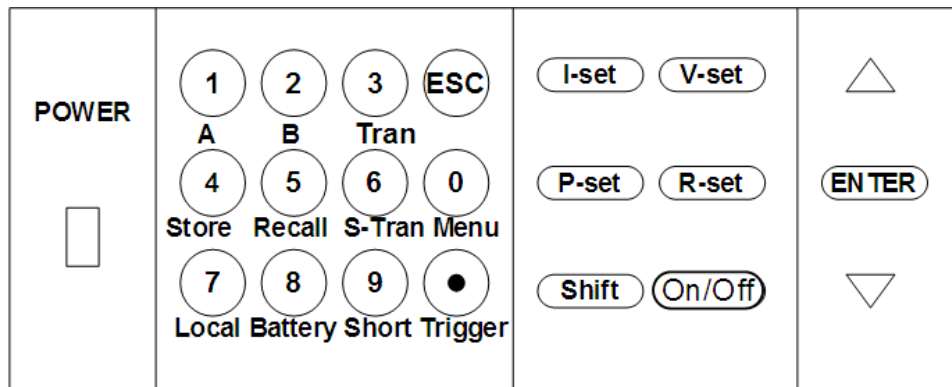 POWER
1 2 3 ESC
A B Tran
4 5 6 0
Store Recall S-Tran Menu
7 8 9
Local Battery Short Trigger
I-set V-set
P-set R-set
Shift On/Off
ENTER